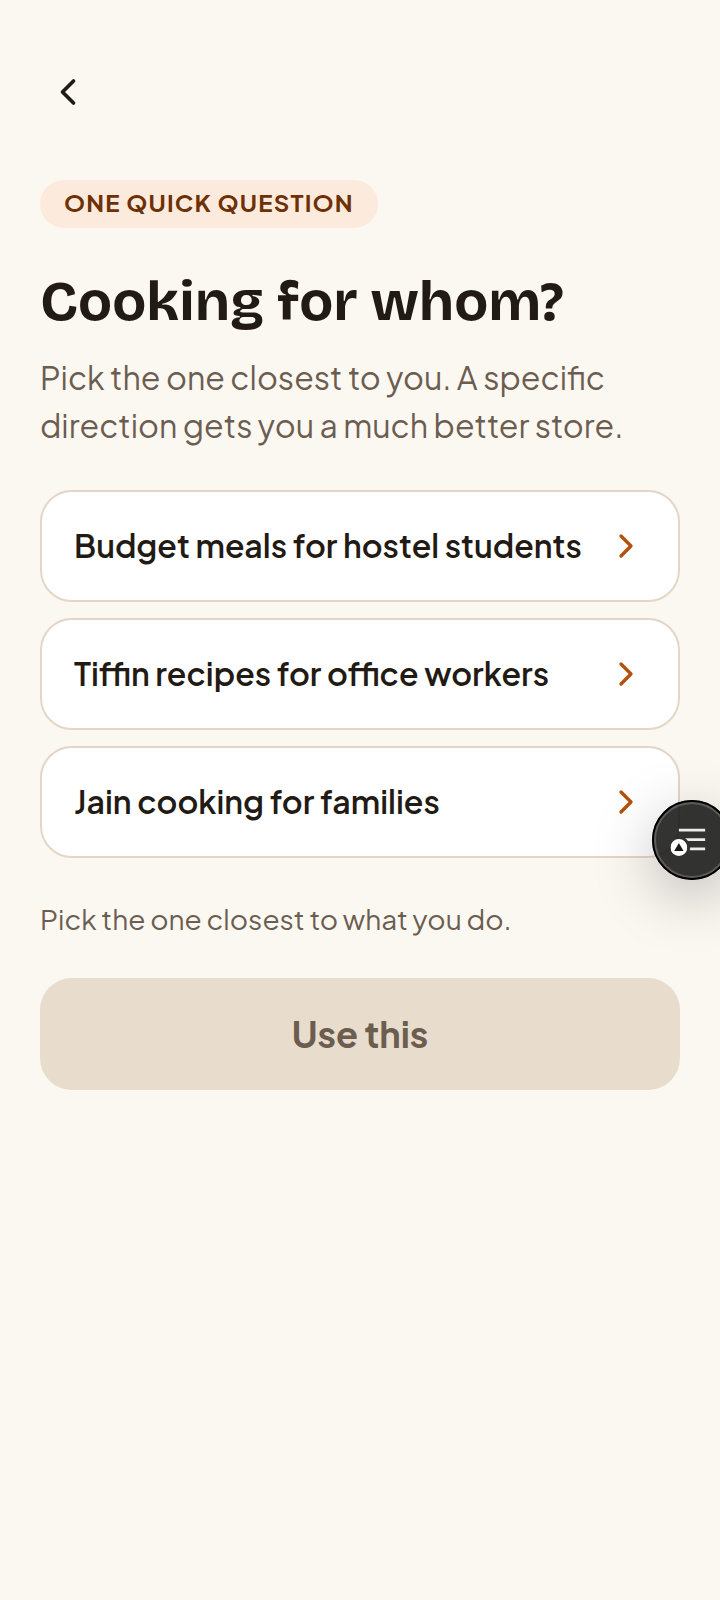 ONE QUICK QUESTION
Cooking for whom?
Pick the one closest to you. A specific
direction gets you a much better store.
Budget meals for hostel students
Tiffin recipes for office workers
Jain cooking for families
Pick the one closest to what you do.
Use this